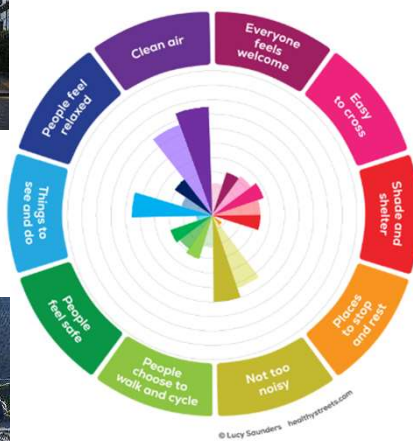 Clean air
Everyone
feels
welcome
Easy
to cross
Shade and
shelter
Places
to stop
and rest
Not too
noisy
People
choose to
walk and cycle
People
feel safe
Things to
see and do
People feel
relaxed
© Lucy Saunders healthystreets.com